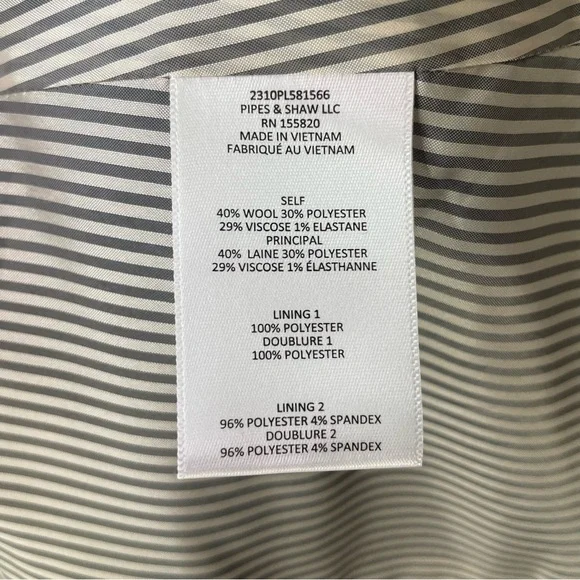 2310PL581566
PIPES & SHAW LLC
RN 155820
MADE IN VIETNAM
FABRIQUÉ AU VIETNAM
SELF
40% WOOL 30% POLYESTER
29% VISCOSE 1% ELASTANE
PRINCIPAL
40% LAINE 30% POLYESTER
29% VISCOSE 1% ÉLASTHANNE
LINING 1
100% POLYESTER
DOUBLURE 1
100% POLYESTER
LINING 2
96% POLYESTER 4% SPANDEX
DOUBLURE 2
96% POLYESTER 4% SPANDEX